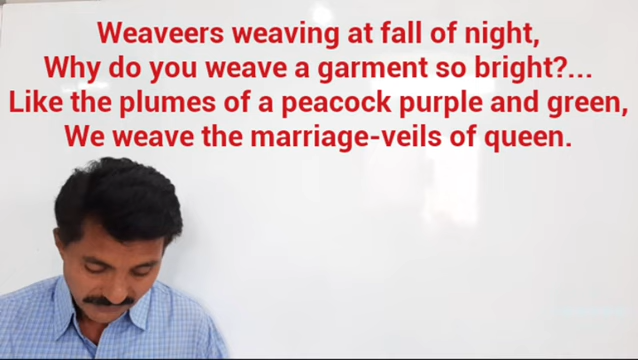 Weaveers weaving at fall of night,
Why do you weave a garment so bright?...
Like the plumes of a peacock purple and green,
We weave the marriage-veils of queen.